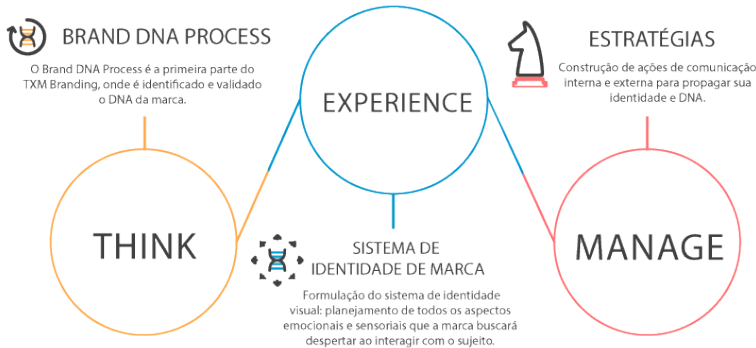 BRAND DNA PROCESS
O Brand DNA Process é a primeira parte do
TXM Branding, onde é identificado e validado
o DNA da marca.
THINK
EXPERIENCE
SISTEMA DE
IDENTIDADE DE MARCA
Formulação do sistema de identidade
visual: planejamento de todos os aspectos
emocionais e sensoriais que a marca buscará
despertar ao interagir com o sujeito.
ESTRATÉGIAS
Construção de ações de comunicação
interna e externa para propagar sua
identidade e DNA.
MANAGE